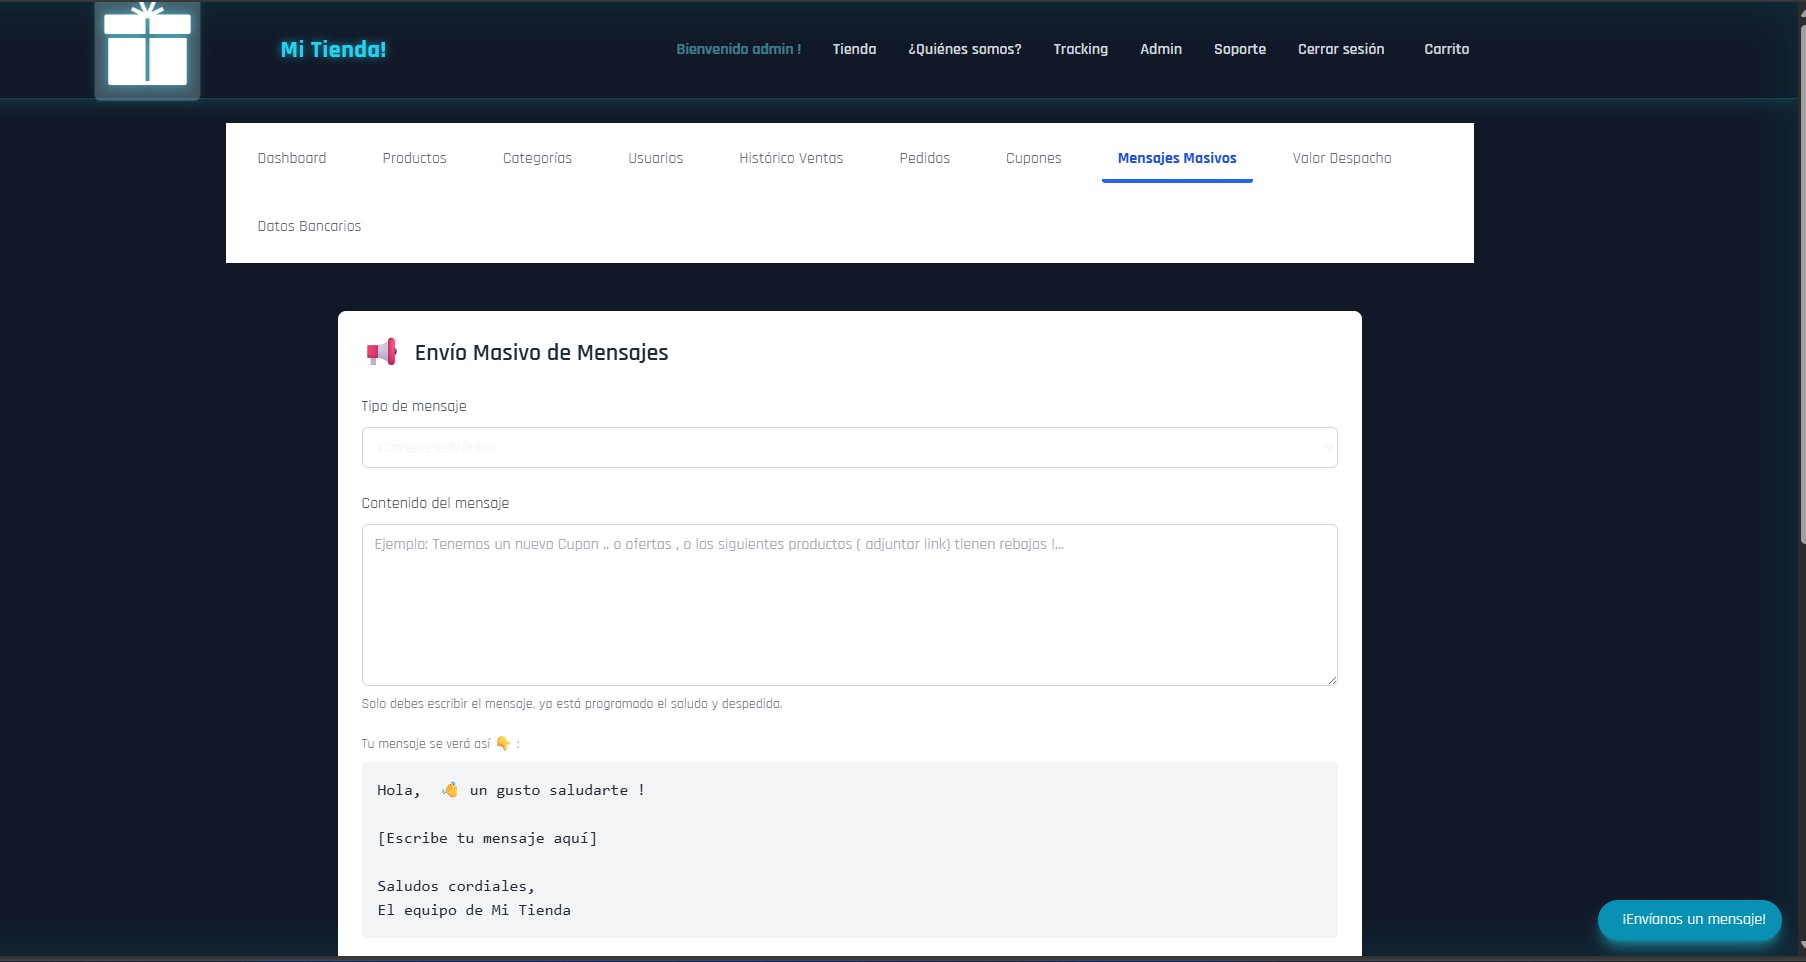 Mi Tienda!
Bienvenido admin !
Tienda
¿Quiénes somos?
Tracking
Admin
Soporte
Cerrar sesión
Carrito
Dashboard
Productos
Categorías
Usuarios
Histórico Ventas
Pedidos
Cupones
Mensajes Masivos
Valor Despacho
Datos Bancarios
Envío Masivo de Mensajes
Tipo de mensaje
Correo electrónico
Contenido del mensaje
Ejemplo: Tenemos un nuevo Cupon .. o ofertas , o los siguientes productos ( adjuntar link) tienen rebajas !...
Solo debes escribir el mensaje, ya está programado el saludo y despedida.
Tu mensaje se verá así 👇 :
Hola, 👋 un gusto saludarte !
[Escribe tu mensaje aquí]
Saludos cordiales,
El equipo de Mi Tienda
¡Envíanos un mensaje!